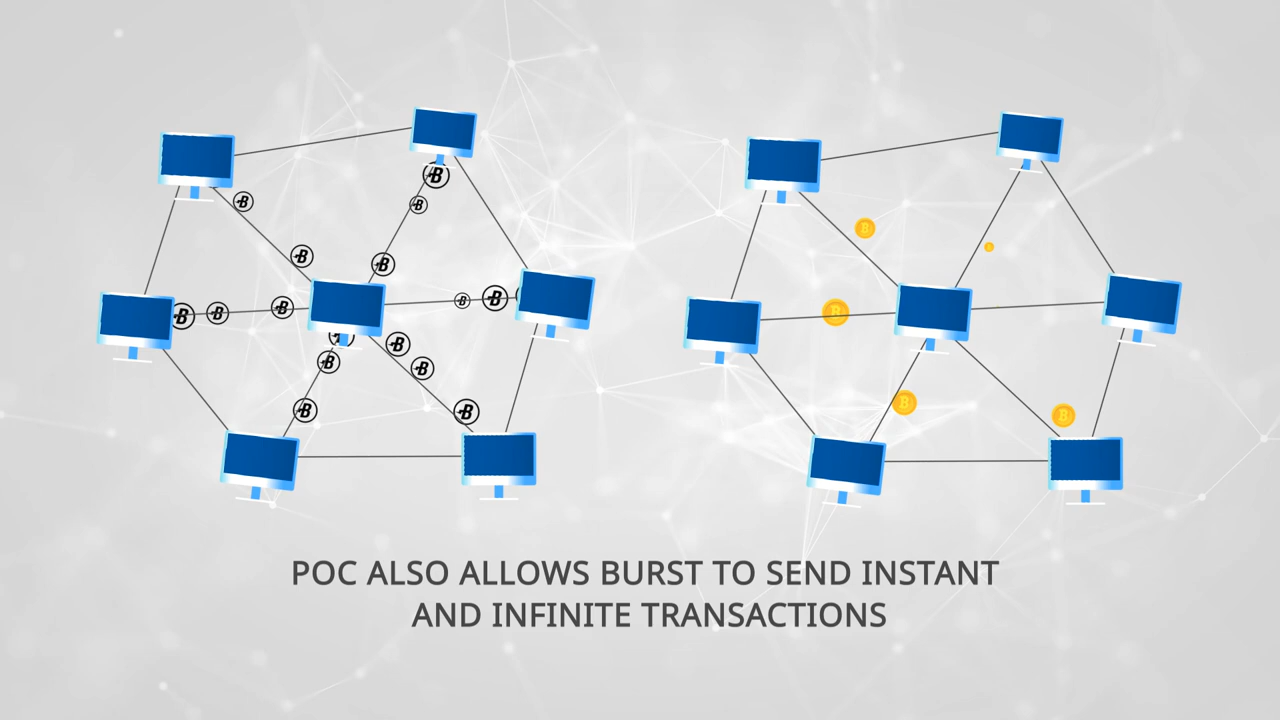 POC ALSO ALLOWS BURST TO SEND INSTANT
AND INFINITE TRANSACTIONS